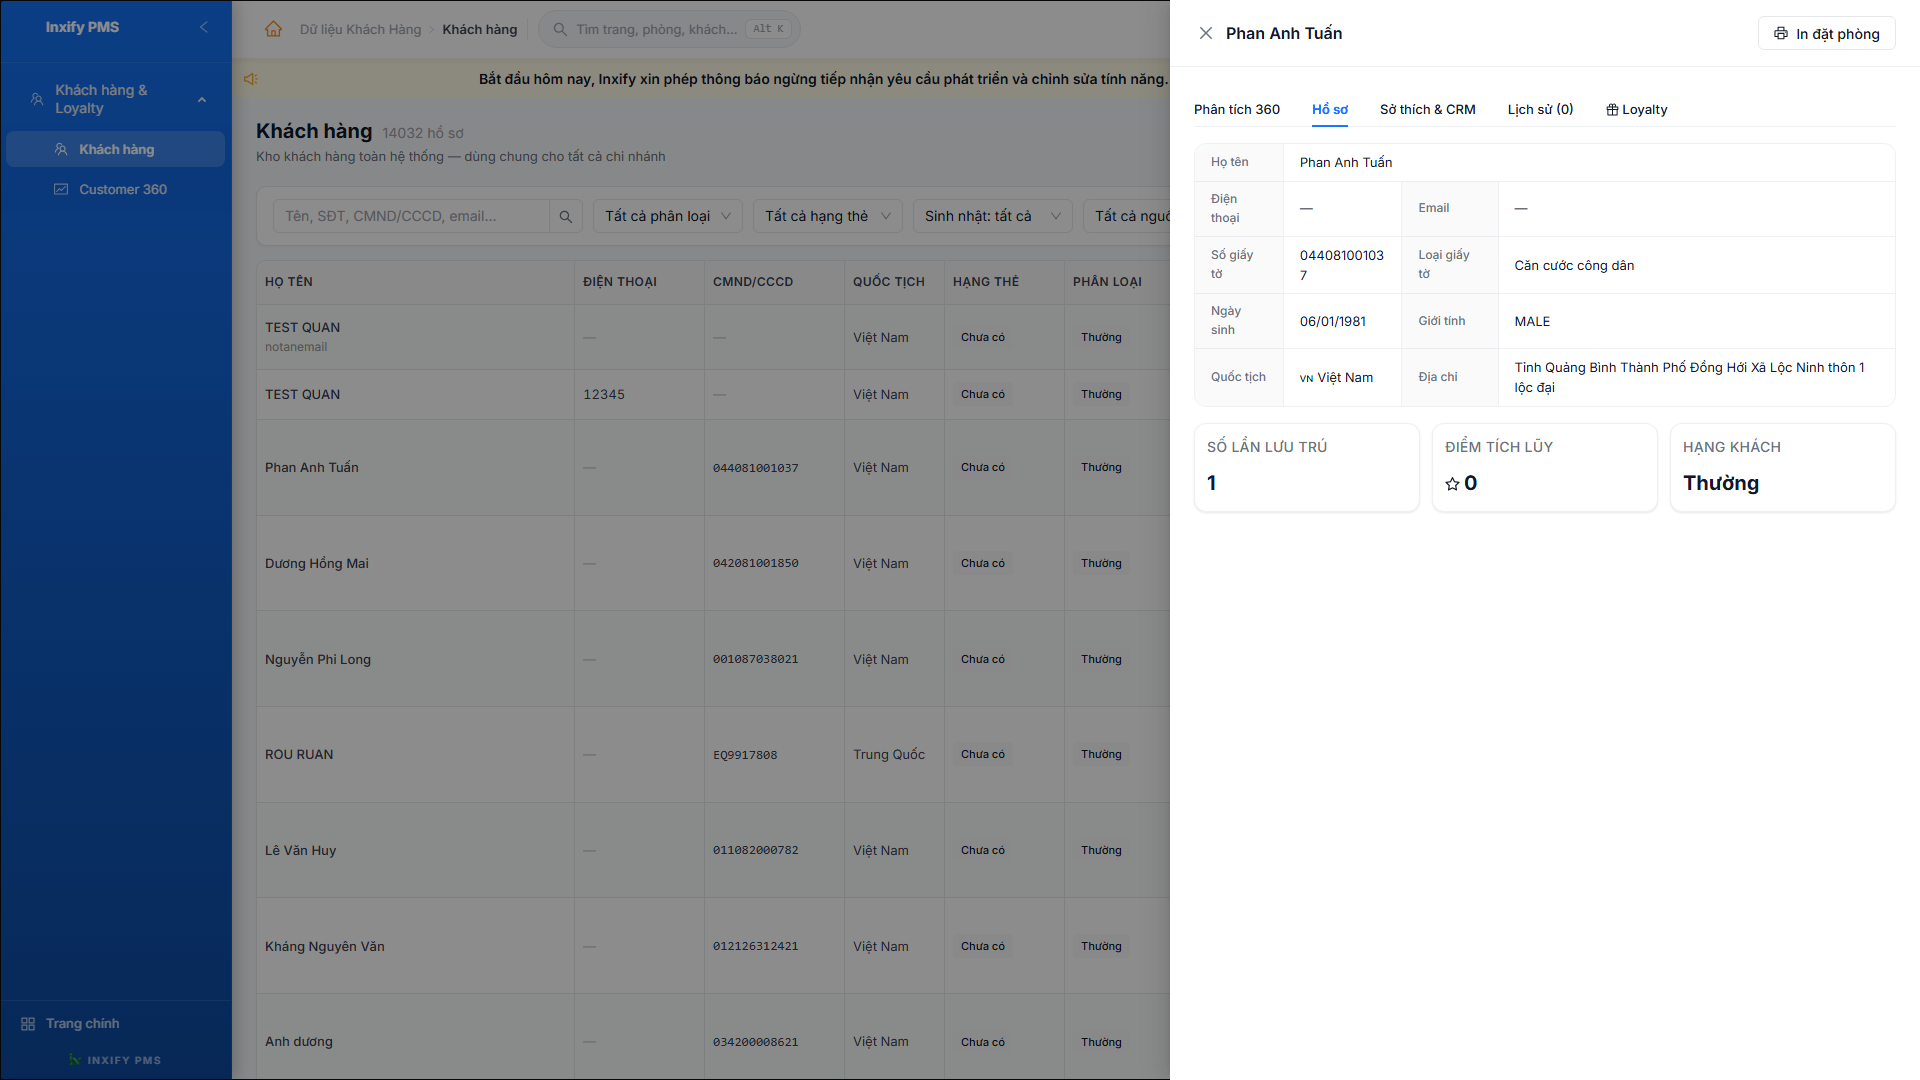 Inxify PMS
Khách hàng &
Loyalty
Khách hàng
Customer 360
Trang chính
INXIFY PMS
Dữ liệu Khách Hàng
Khách hàng
Tìm trang, phòng, khách...
Alt K
Bắt đầu hôm nay, Inxify xin phép thông báo ngừng tiếp nhận yêu cầu phát triển và chỉnh sửa tính năng.
Khách hàng 14032 hồ sơ
Kho khách hàng toàn hệ thống — dùng chung cho tất cả chi nhánh
Tên, SĐT, CMND/CCCD, email...
Tất cả phân loại
Tất cả hạng thẻ
Sinh nhật: tất cả
Tất cả nguồ
HỌ TÊN ĐIỆN THOẠI CMND/CCCD QUỐC TỊCH HẠNG THẺ PHÂN LOẠI
TEST QUAN — — Việt Nam Chưa có Thường
notanemail
TEST QUAN 12345 — Việt Nam Chưa có Thường
Phan Anh Tuấn — 044081001037 Việt Nam Chưa có Thường
Dương Hồng Mai — 042081001850 Việt Nam Chưa có Thường
Nguyễn Phi Long — 001087038021 Việt Nam Chưa có Thường
ROU RUAN — EQ9917808 Trung Quốc Chưa có Thường
Lê Văn Huy — 011082000782 Việt Nam Chưa có Thường
Kháng Nguyên Văn — 012126312421 Việt Nam Chưa có Thường
Anh dương — 034200008621 Việt Nam Chưa có Thường
Phan Anh Tuấn
In đặt phòng
Phân tích 360
Hồ sơ
Sở thích & CRM
Lịch sử (0)
Loyalty
Họ tên Phan Anh Tuấn
Điện
thoại
—
Email
—
Số giấy
tờ
04408100103
7
Loại giấy
tờ
Căn cước công dân
Ngày
sinh
06/01/1981
Giới tính
MALE
Quốc tịch
VN Việt Nam
Địa chỉ
Tỉnh Quảng Bình Thành Phố Đồng Hới Xã Lộc Ninh thôn 1
lộc đại
SỐ LẦN LƯU TRÚ
1
ĐIỂM TÍCH LŨY
0
HẠNG KHÁCH
Thường